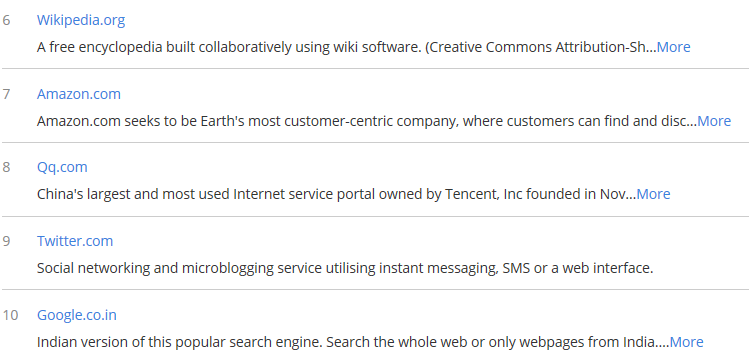 6 Wikipedia.org
A free encyclopedia built collaboratively using wiki software. (Creative Commons Attribution-Sh...More
7 Amazon.com
Amazon.com seeks to be Earth's most customer-centric company, where customers can find and disc...More
8 Qq.com
China's largest and most used Internet service portal owned by Tencent, Inc founded in Nov...More
9 Twitter.com
Social networking and microblogging service utilising instant messaging, SMS or a web interface.
10 Google.co.in
Indian version of this popular search engine. Search the whole web or only webpages from India....More